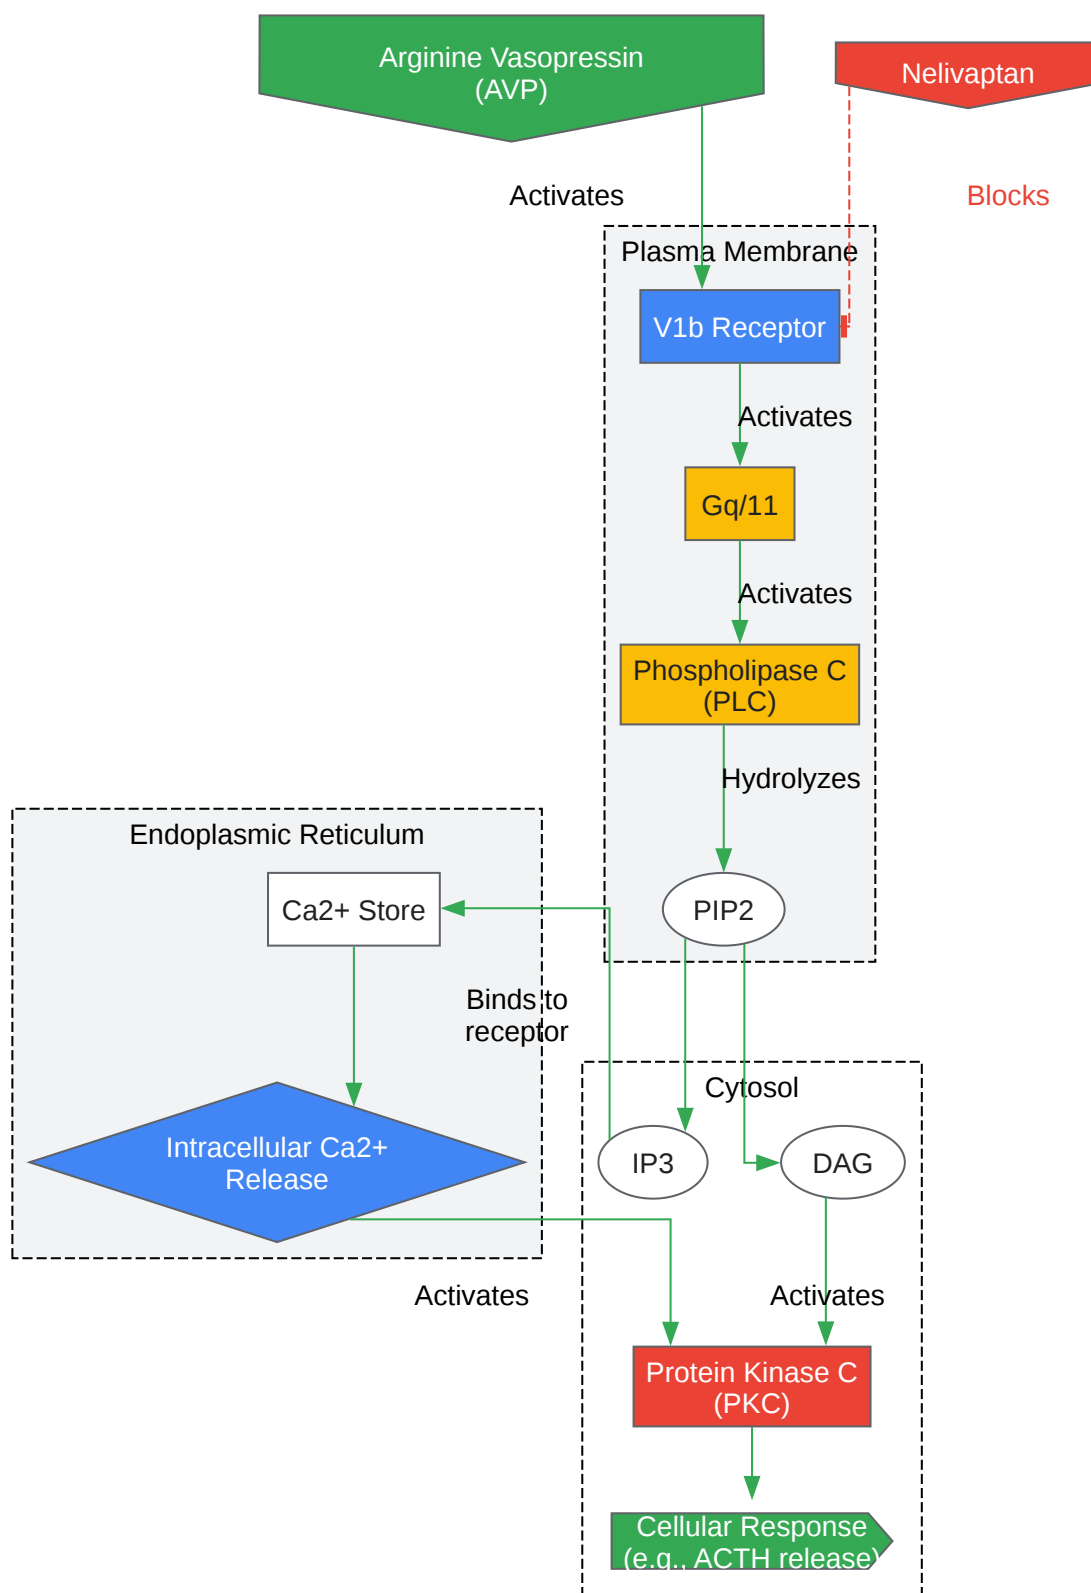 Arginine Vasopressin
(AVP)
Nelivaptan
Activates
Blocks
Plasma Membrane
V1b Receptor
Activates
Gq/11
Activates
Phospholipase C
(PLC)
Hydrolyzes
Endoplasmic Reticulum
Ca2+ Store
PIP2
Binds to
receptor
Cytosol
Intracellular Ca2+
Release
IP3
DAG
Activates
Activates
Protein Kinase C
(PKC)
Cellular Response
(e.g., ACTH release)